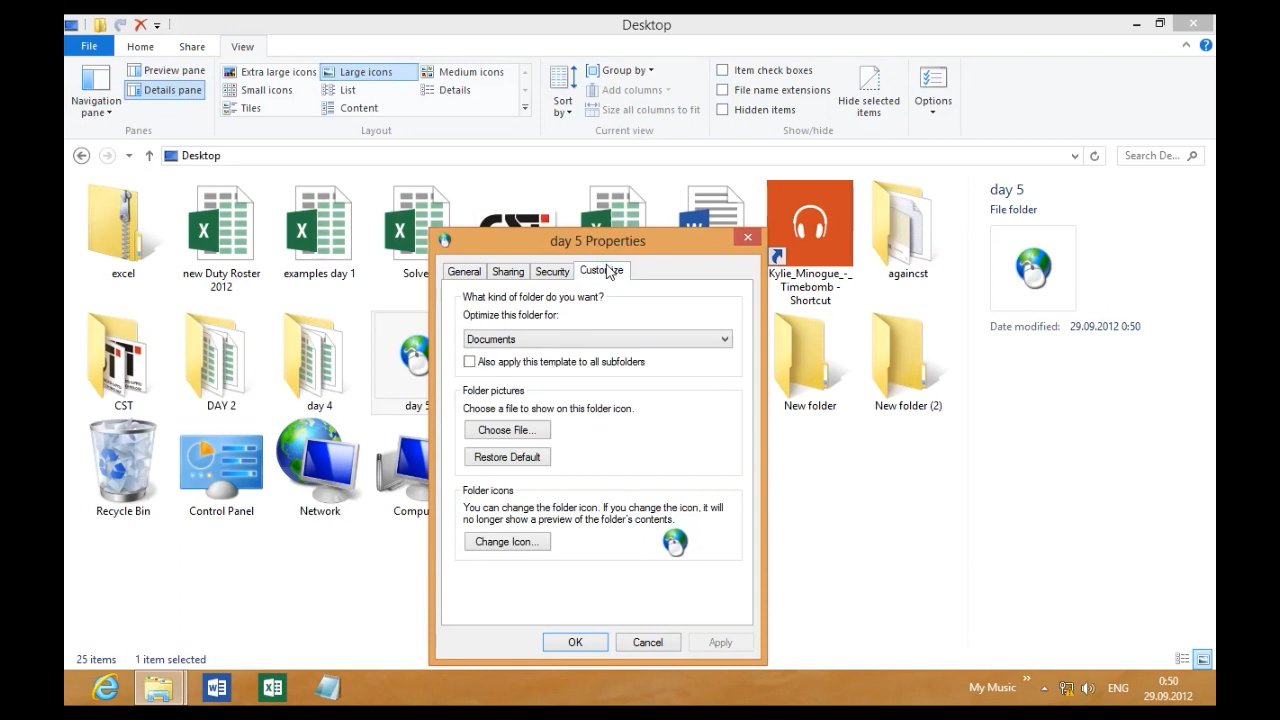 Desktop
File Home Share View
Navigation pane
Preview pane
Details pane
Panes
Extra large icons Large icons Medium icons
Small icons List Details
Tiles Content
Layout
Sort by
Group by
Add columns
Size all columns to fit
Current view
Item check boxes
File name extensions
Hidden items
Hide selected items
Show/hide
Options
Desktop
Search De...
excel
new Duty Roster 2012
examples day 1
Solve
CST
Kylie_Minogue_-_Timebomb - Shortcut
againcst
CST
DAY 2
day 4
day 5
New folder
New folder (2)
Recycle Bin
Control Panel
Network
Compu
day 5
File folder
Date modified: 29.09.2012 0:50
day 5 Properties
General Sharing Security Customize
What kind of folder do you want?
Optimize this folder for:
Documents
Also apply this template to all subfolders
Folder pictures
Choose a file to show on this folder icon.
Choose File...
Restore Default
Folder icons
You can change the folder icon. If you change the icon, it will
no longer show a preview of the folder's contents.
Change Icon...
OK Cancel Apply
25 items 1 item selected
My Music ENG
0:50
29.09.2012